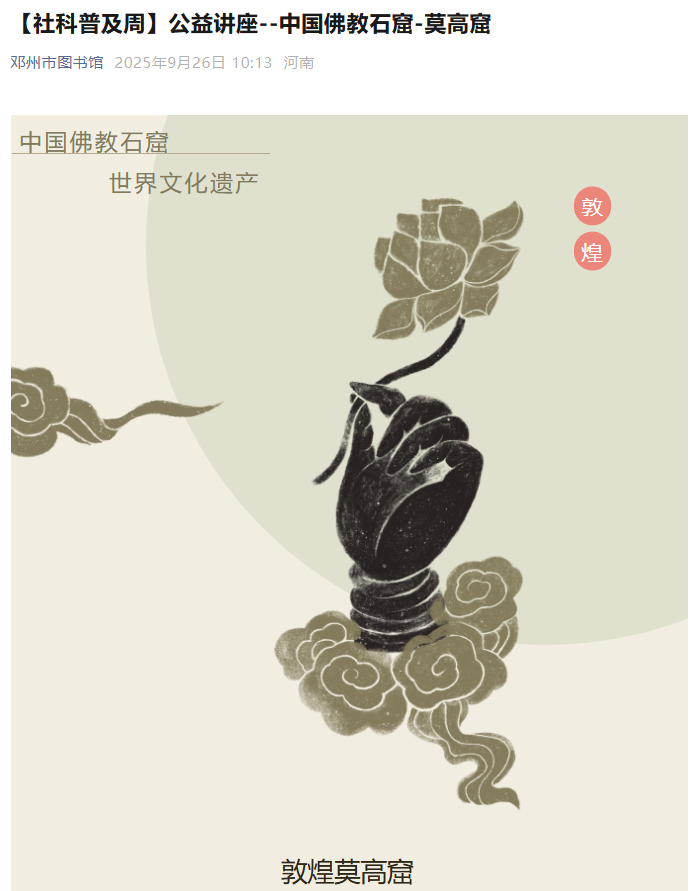 【社科普及周】公益讲座--中国佛教石窟-莫高窟
邓州市图书馆 2025年9月26日 10:13 河南
中国佛教石窟
世界文化遗产
敦
煌
敦煌莫高窟